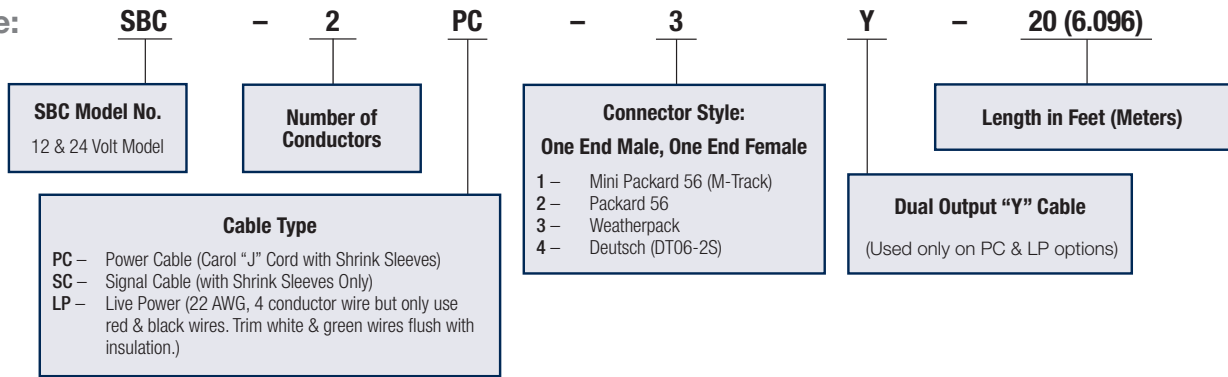 e: SBC – 2 PC – 3 Y – 20 (6.096)
SBC Model No.
12 & 24 Volt Model
Number of
Conductors
Cable Type
PC – Power Cable (Carol “J” Cord with Shrink Sleeves)
SC – Signal Cable (with Shrink Sleeves Only)
LP – Live Power (22 AWG, 4 conductor wire but only use
red & black wires. Trim white & green wires flush with
insulation.)
Connector Style:
One End Male, One End Female
1 – Mini Packard 56 (M-Track)
2 – Packard 56
3 – Weatherpack
4 – Deutsch (DT06-2S)
Dual Output “Y” Cable
(Used only on PC & LP options)
Length in Feet (Meters)